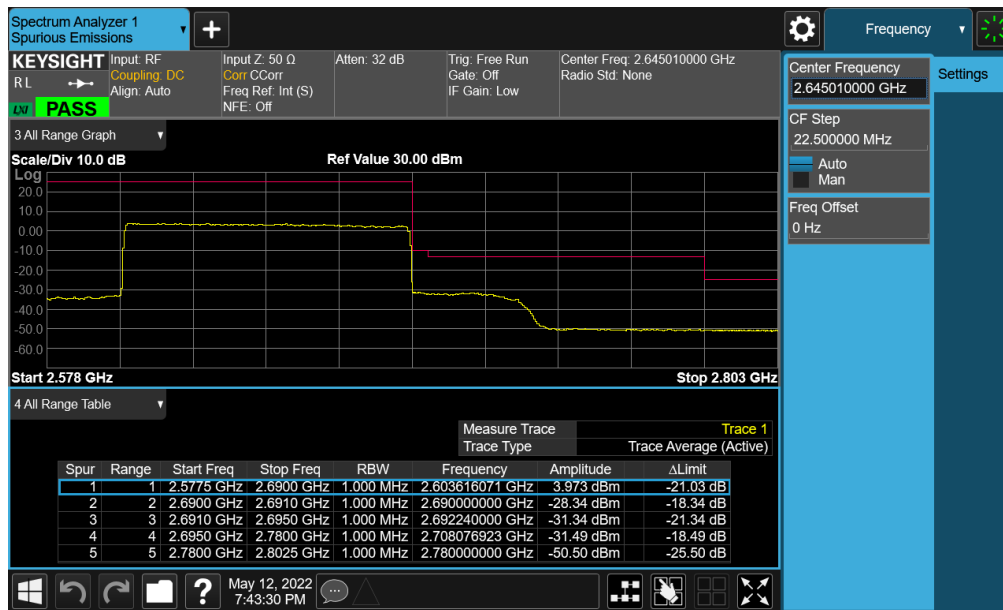 Spectrum Analyzer 1
Spurious Emissions
Frequency
KEYSIGHT
R L
LXI PASS
Input: RF
Coupling: DC
Align: Auto
Input Z: 50 Ω
Corr CCorr
Freq Ref: Int (S)
NFE: Off
Atten: 32 dB
Trig: Free Run
Gate: Off
IF Gain: Low
Center Freq: 2.645010000 GHz
Radio Std: None
Center Frequency
2.645010000 GHz
Settings
CF Step
22.500000 MHz
Auto
Man
Freq Offset
0 Hz
3 All Range Graph
Scale/Div 10.0 dB
Ref Value 30.00 dBm
Log
20.0
10.0
0.00
-10.0
-20.0
-30.0
-40.0
-50.0
-60.0
Start 2.578 GHz
Stop 2.803 GHz
4 All Range Table
Measure Trace Trace 1
Trace Type Trace Average (Active)
Spur Range Start Freq Stop Freq RBW Frequency Amplitude ΔLimit
1 1 2.5775 GHz 2.6900 GHz 1.000 MHz 2.603616071 GHz 3.973 dBm -21.03 dB
2 2 2.6900 GHz 2.6910 GHz 1.000 MHz 2.690000000 GHz -28.34 dBm -18.34 dB
3 3 2.6910 GHz 2.6950 GHz 1.000 MHz 2.692240000 GHz -31.34 dBm -21.34 dB
4 4 2.6950 GHz 2.7800 GHz 1.000 MHz 2.708076923 GHz -31.49 dBm -18.49 dB
5 5 2.7800 GHz 2.8025 GHz 1.000 MHz 2.780000000 GHz -50.50 dBm -25.50 dB
?
May 12, 2022
7:43:30 PM